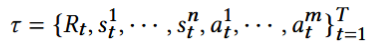 τ = {R_t, s_t^1, ⋯, s_t^n, a_t^1, ⋯, a_t^m}_{t=1}^T